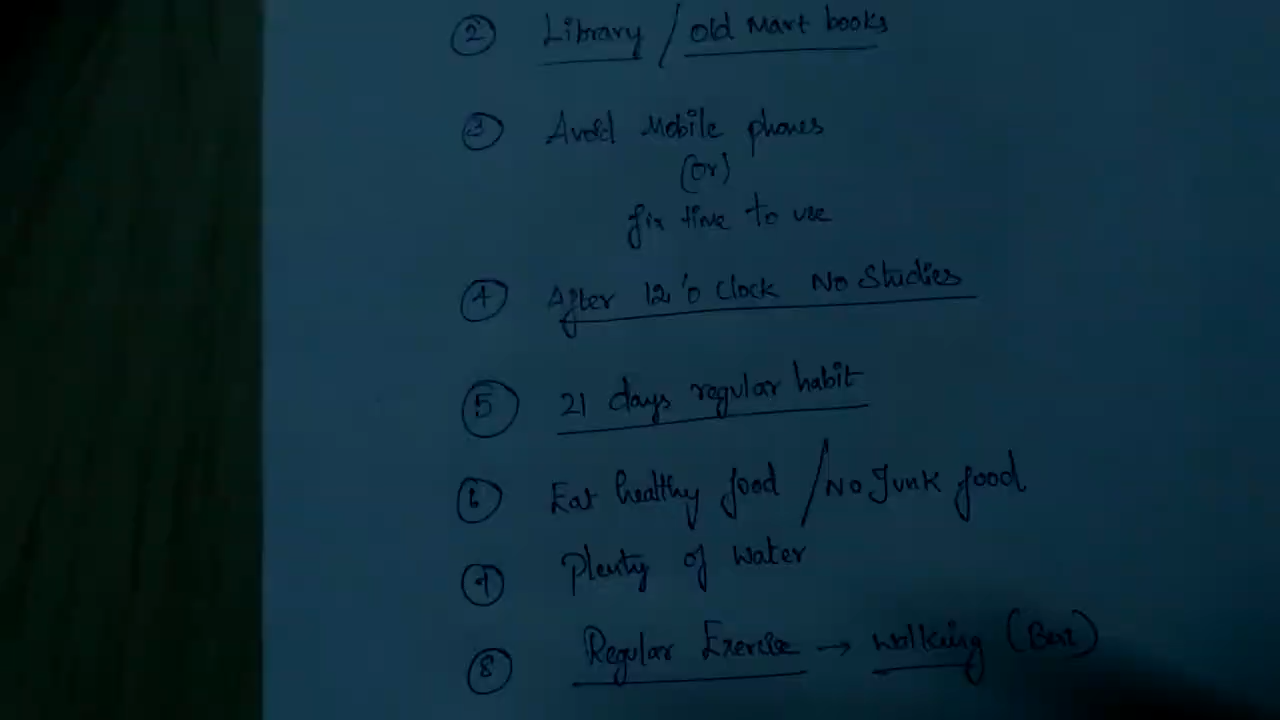 ② Library / old Mart books
③ Avoid Mobile phones
(or)
fix time to use
④ After 12'o Clock No Studies
⑤ 21 days regular habit
⑥ Eat healthy food / No Junk food
⑦ Plenty of water
⑧ Regular Exercise → walking (Best)